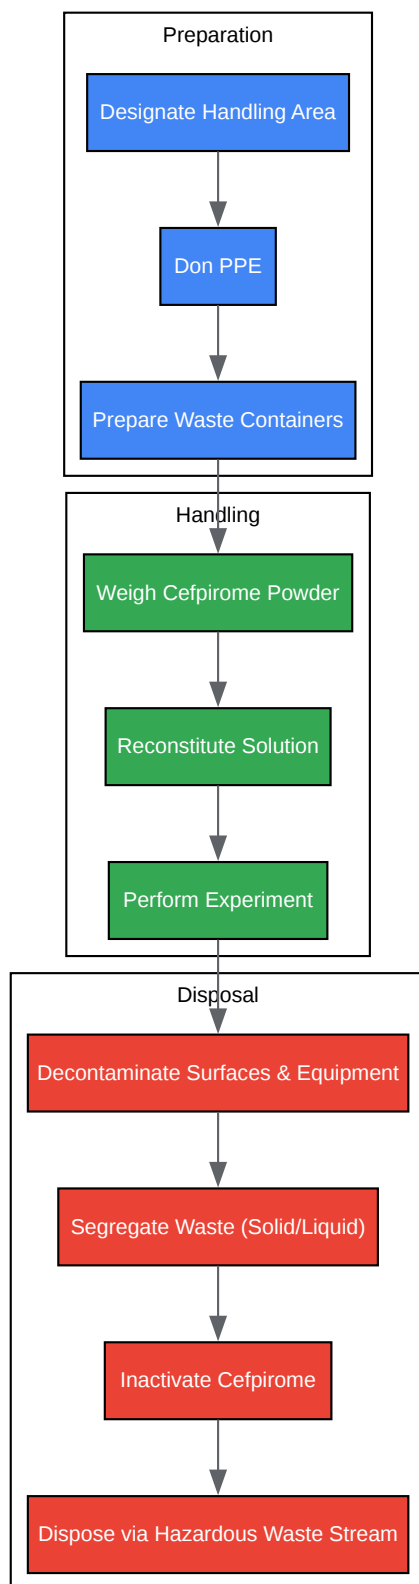 Preparation
Designate Handling Area
Don PPE
Prepare Waste Containers
Handling
Weigh Cefpirome Powder
Reconstitute Solution
Perform Experiment
Disposal
Decontaminate Surfaces & Equipment
Segregate Waste (Solid/Liquid)
Inactivate Cefpirome
Dispose via Hazardous Waste Stream